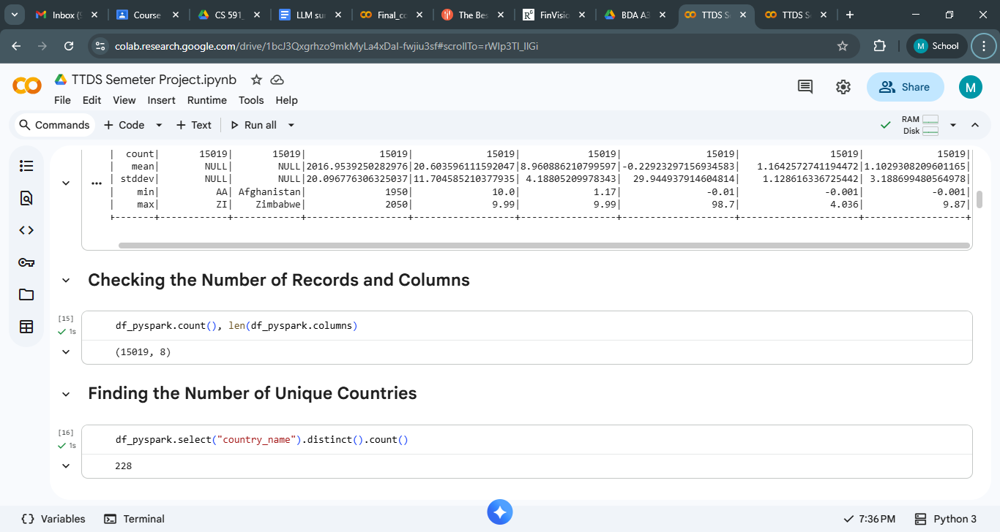 Inbox (
Course
CS 591_
LLM su
Final_cc
The Bes
FinVisio
BDA A3
TTDS S
TTDS S
colab.research.google.com/drive/1bcJ3Qxgrhzo9mkMyLa4xDaI-fwjiu3sf#scrollTo=rWIp3TI_IlGi
M School
TTDS Semeter Project.ipynb
File Edit View Insert Runtime Tools Help
Share
M
Commands + Code + Text Run all
RAM
Disk
| count| 15019| 15019| 15019| 15019| 15019| 15019| 15019| 15019|
| mean| NULL| NULL|2016.9539250282976|20.603596111592047|8.960886210799597|-0.22923297156934583| 1.1642572741194472|1.1029308209601165|
| stddev| NULL| NULL|20.096776306325037|11.704585210377935| 4.18805209978343| 29.944937914604814| 1.128616336725442| 3.188699480564978|
| min| AA| Afghanistan| 1950| 10.0| 1.17| -0.01| -0.001| -0.001|
| max| ZI| Zimbabwe| 2050| 9.99| 9.99| 98.7| 4.036| 9.87|
Checking the Number of Records and Columns
[15]
df_pyspark.count(), len(df_pyspark.columns)
1s
(15019, 8)
Finding the Number of Unique Countries
[16]
df_pyspark.select("country_name").distinct().count()
1s
228
{} Variables Terminal
7:36 PM Python 3